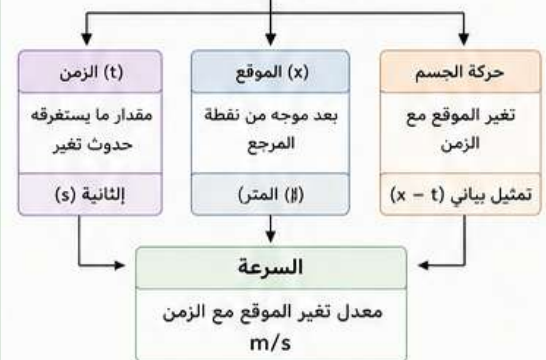 حركة الجسم
تغير الموقع مع
الزمن
تمثيل بياني (x – t)
الموقع (x)
بعد موجه من نقطة
المرجع
المتر)
الزمن (t)
مقدار ما يستغرقه
حدوث تغير
إلثانية (s)
السرعة
معدل تغير الموقع مع الزمن
m/s